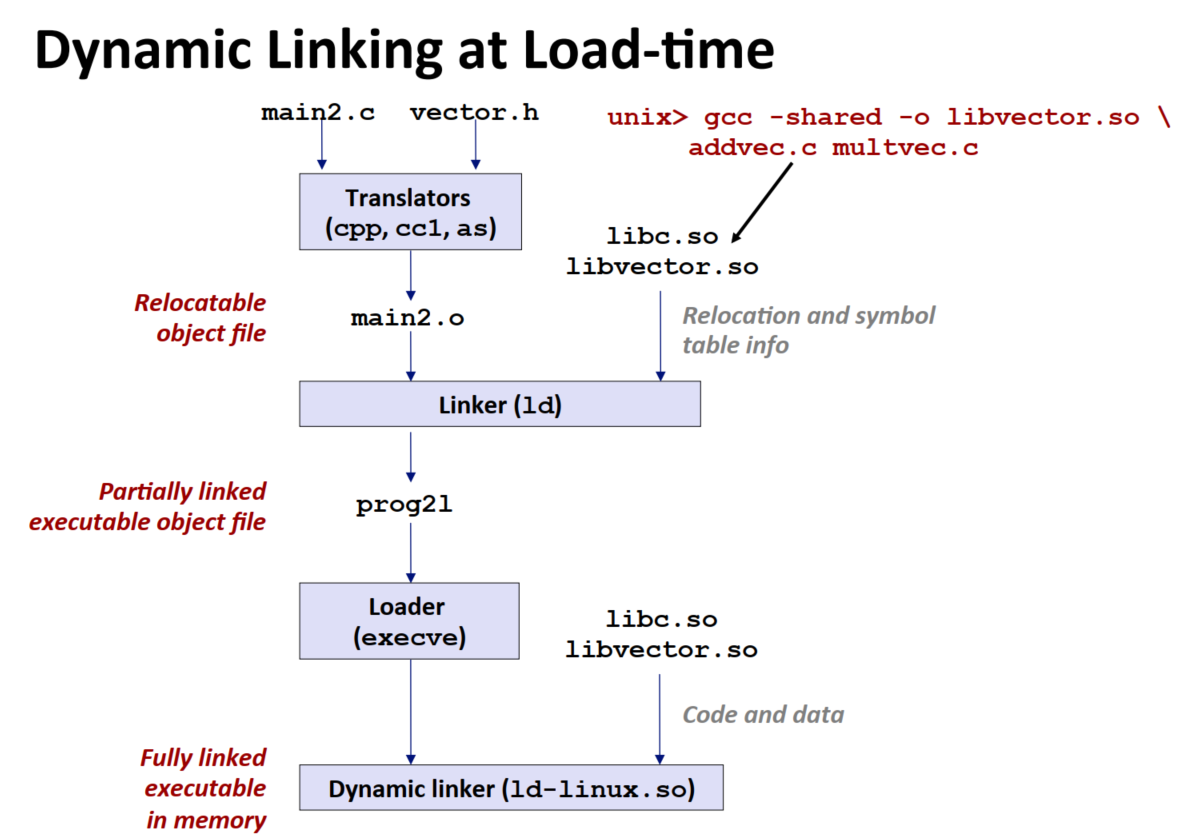 Dynamic Linking at Load-time
main2.c vector.h
unix> gcc -shared -o libvector.so \
addvec.c multvec.c
Translators
(cpp, cc1, as)
libc.so
libvector.so
Relocatable
object file
main2.o
Relocation and symbol
table info
Linker (ld)
Partially linked
executable object file
prog2l
Loader
(execve)
libc.so
libvector.so
Code and data
Fully linked
executable
in memory
Dynamic linker (ld-linux.so)